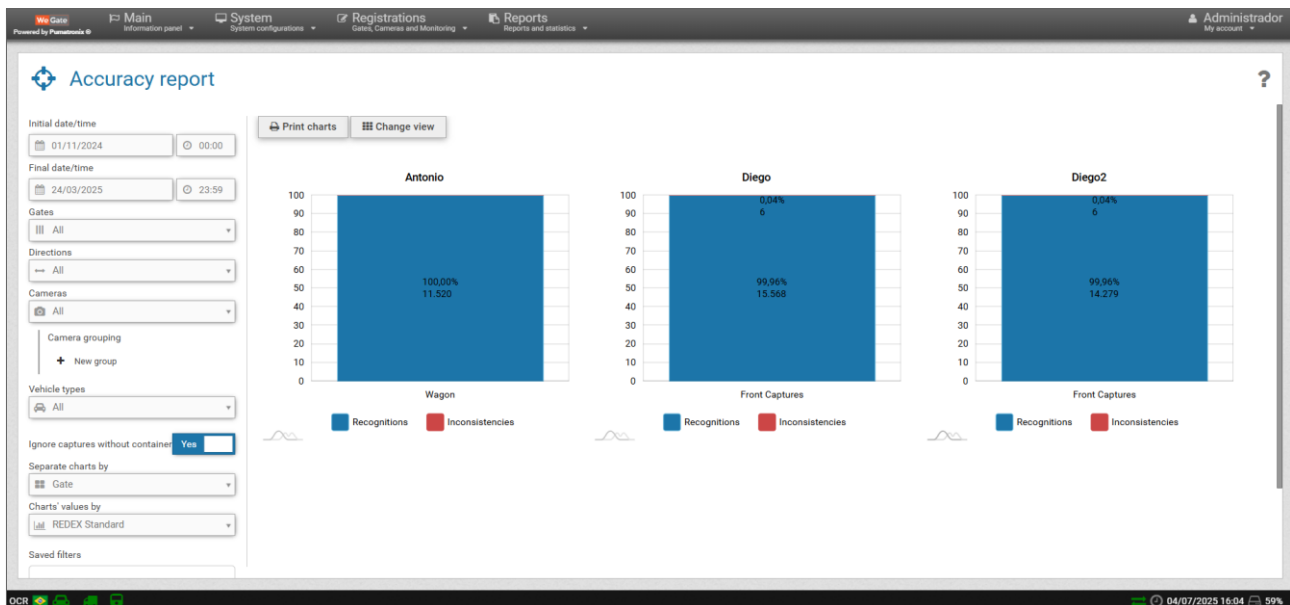 We Gate
Powered by Pumatronix ®
Main
Information panel
System
System configurations
Registrations
Gates, Cameras and Monitoring
Reports
Reports and statistics
Administrador
My account
Accuracy report
?
Initial date/time
01/11/2024 00:00
Final date/time
24/03/2025 23:59
Gates
All
Directions
All
Cameras
All
Camera grouping
+ New group
Vehicle types
All
Ignore captures without container Yes
Separate charts by
Gate
Charts' values by
REDEX Standard
Saved filters
Print charts Change view
Antonio
100
90
80
70
60
50
40
30
20
10
0
100,00%
11.520
Wagon
Recognitions Inconsistencies
Diego
100
90
80
70
60
50
40
30
20
10
0
0,04%
6
99,96%
15.568
Front Captures
Recognitions Inconsistencies
Diego2
100
90
80
70
60
50
40
30
20
10
0
0,04%
6
99,96%
14.279
Front Captures
Recognitions Inconsistencies
OCR
04/07/2025 16:04 59%